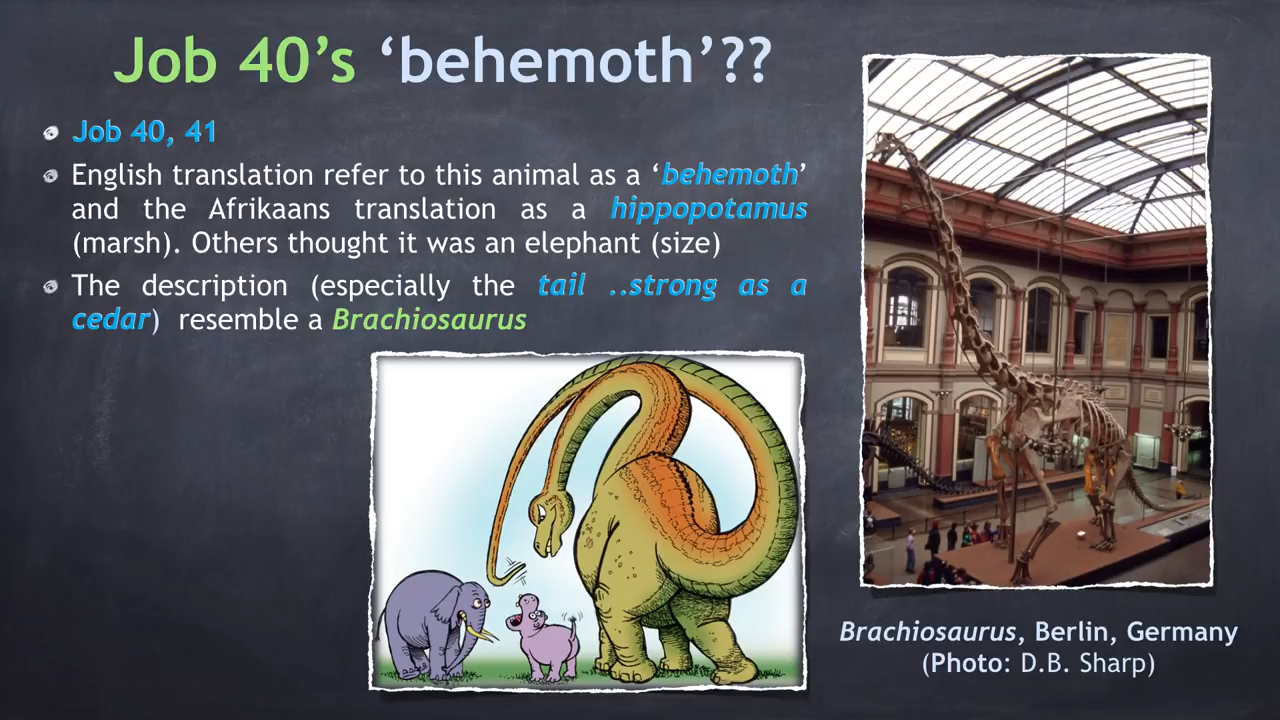 Job 40's 'behemoth'??
Job 40, 41
English translation refer to this animal as a 'behemoth'
and the Afrikaans translation as a hippopotamus
(marsh). Others thought it was an elephant (size)
The description (especially the tail ..strong as a
cedar) resemble a Brachiosaurus
Brachiosaurus, Berlin, Germany
(Photo: D.B. Sharp)